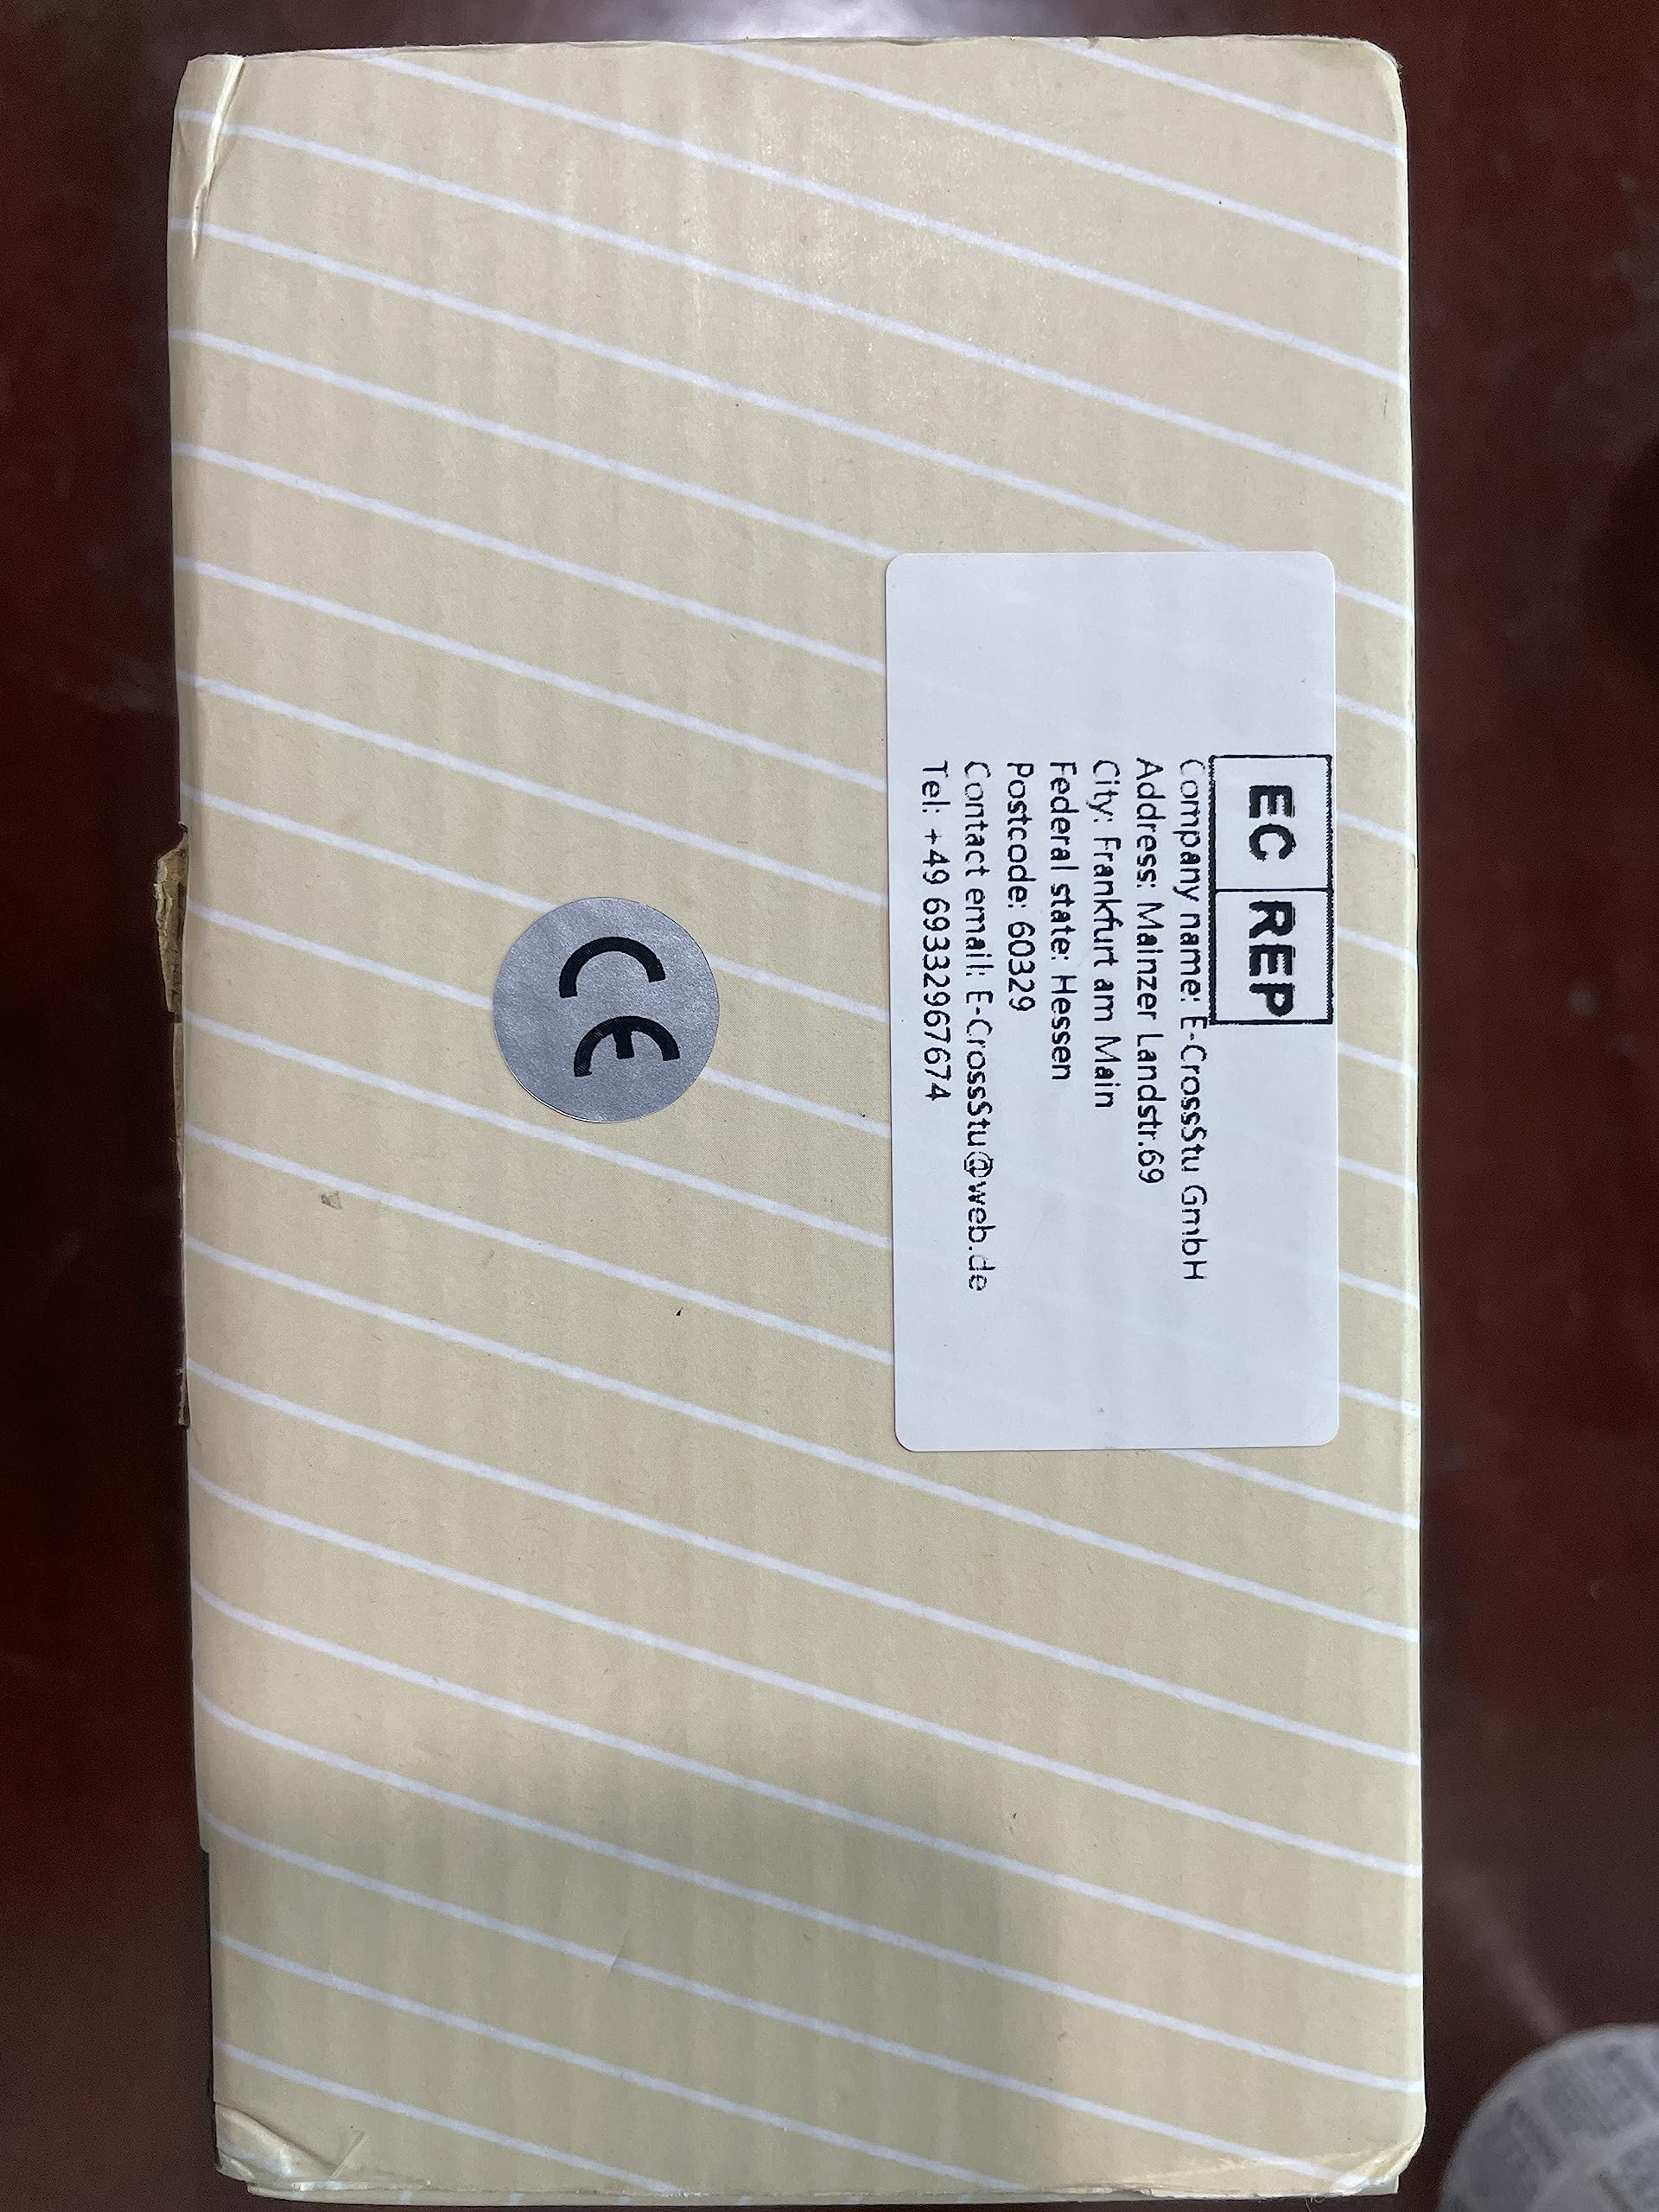 EC REP
Company name: E-CrossStu GmbH
Address: Mainzer Landstr.69
City: Frankfurt am Main
Federal state: Hessen
Postcode: 60329
Contact email: E-CrossStu@web.de
Tel: +49 69332967674
CE